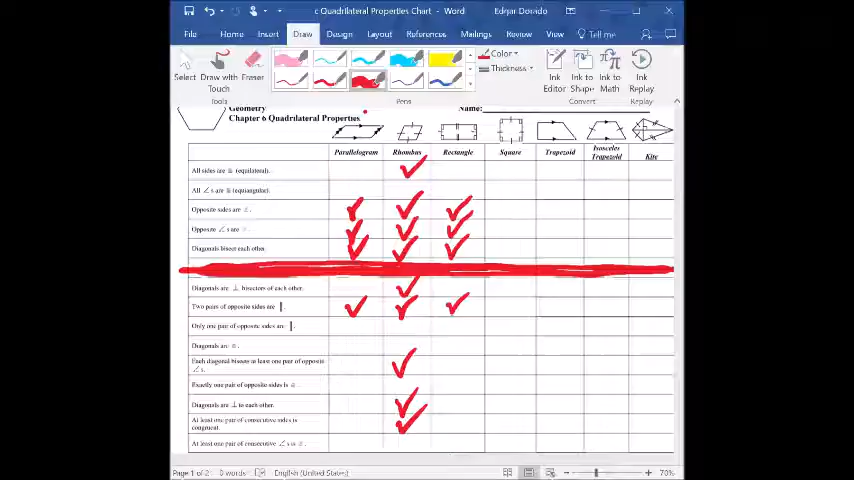 c Quadrilateral Properties Chart - Word
Edgar Dorado
File Home Insert Draw Design Layout References Mailings Review View Tell me
Select
Draw with Touch
Eraser
Tools
Pens
Color
Thickness
Ink Editor
Ink to Shape
Ink to Math
Convert
Ink Replay
Replay
Geometry
Name:
Chapter 6 Quadrilateral Properties
Parallelogram Rhombus Rectangle Square Trapezoid Isosceles Trapezoid Kite
All sides are ≅ (equilateral).
All ∠s are ≅ (equiangular).
Opposite sides are ≅.
Opposite ∠s are ≅.
Diagonals bisect each other.
Diagonals are ⊥ bisectors of each other.
Two pairs of opposite sides are ∥.
Only one pair of opposite sides are ∥.
Diagonals are ≅.
Each diagonal bisects at least one pair of opposite
∠s.
Exactly one pair of opposite sides is ≅.
Diagonals are ⊥ to each other.
At least one pair of consecutive sides is
congruent.
At least one pair of consecutive ∠s is ≅.
Page 1 of 2 0 words English (United States) 70%